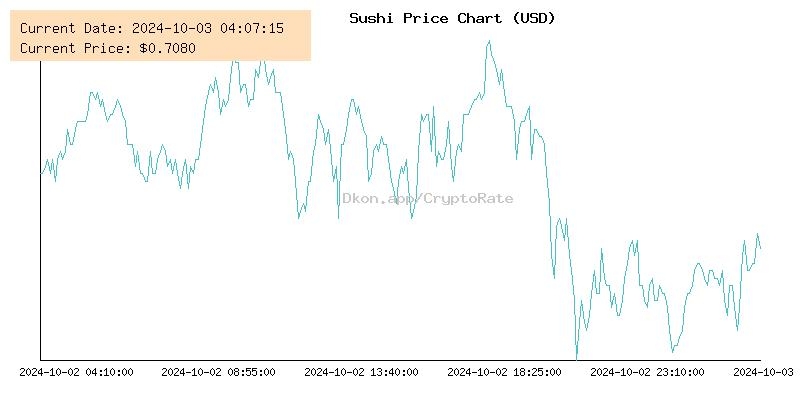 Sushi Price Chart (USD)
Current Date: 2024-10-03 04:07:15
Current Price: $0.7080
Dkon.app/CryptoRate
2024-10-02 04:10:00 2024-10-02 08:55:00 2024-10-02 13:40:00 2024-10-02 18:25:00 2024-10-02 23:10:00 2024-10-03